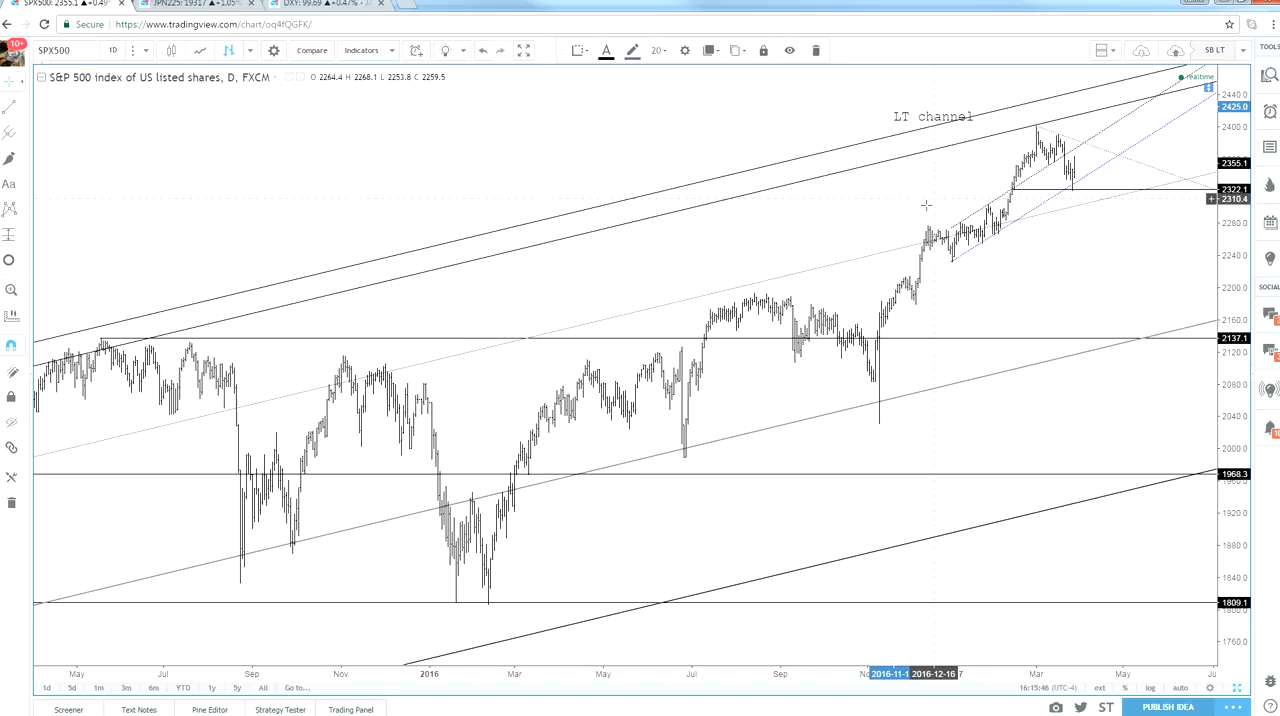 SPX500: 2355.1 ▲+0.49
JPN225: 19317 ▲+1.05%
DXY: 99.69 ▲+0.47%
Secure | https://www.tradingview.com/chart/oq4fQGFK/
10+
SPX500 1D Compare Indicators 20 SB LT
TOOLS
S&P 500 index of US listed shares, D, FXCM O 2264.4 H 2268.1 L 2253.8 C 2259.5
realtime
LT channel
Aa
2440.0
2425.0
2400.0
2355.1
2322.1
2310.4
2280.0
2240.0
2200.0
2160.0
2137.1
2120.0
2080.0
2040.0
2000.0
1968.3
1960.0
1920.0
1880.0
1840.0
1809.1
1760.0
SOCIAL
May Jul Sep Nov 2016 Mar May Jul Sep 2016-11-1 2016-12-16 Mar May
1d 5d 1m 3m 6m YTD 1y 5y All Go to... 16:15:46 (UTC-4) ext % log auto
Screener Text Notes Pine Editor Strategy Tester Trading Panel ST PUBLISH IDEA